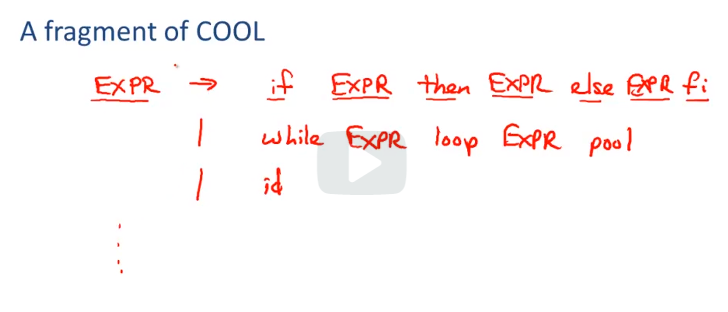 A fragment of COOL
EXPR → if EXPR then EXPR else EXPR fi
| while EXPR loop EXPR pool
| id
⋮